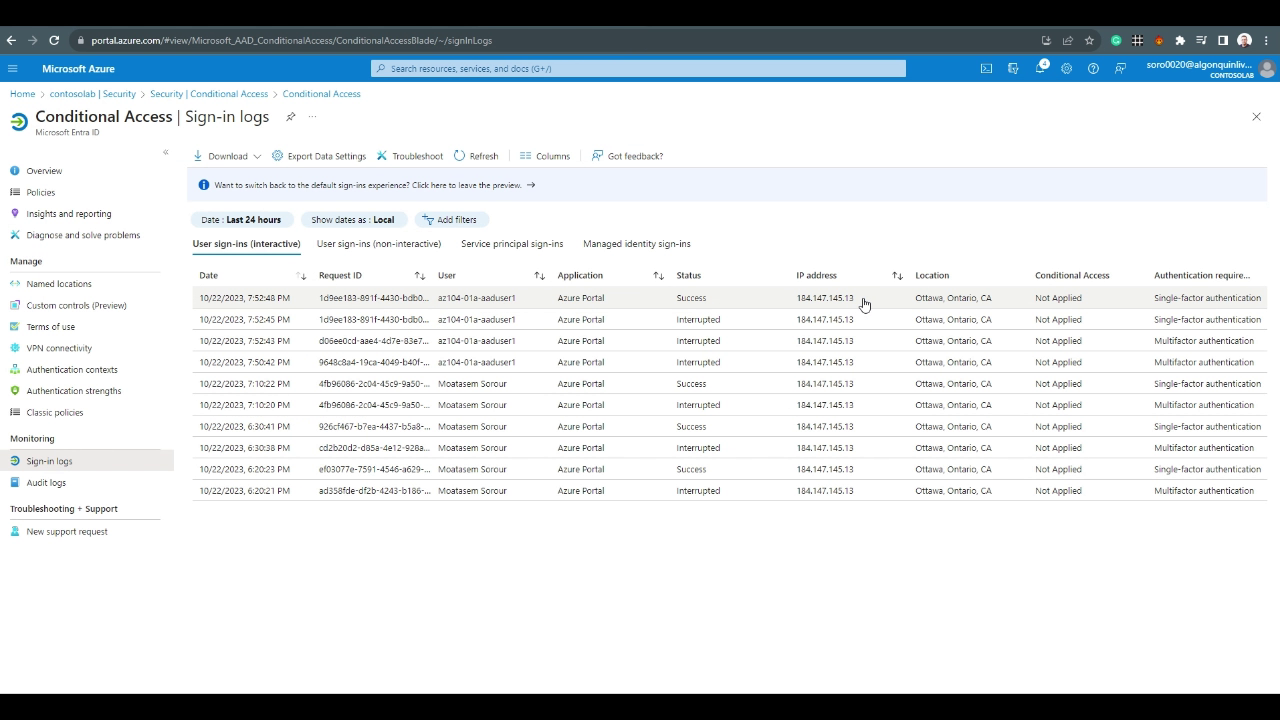 portal.azure.com/#view/Microsoft_AAD_ConditionalAccess/ConditionalAccessBlade/~/signInLogs
Microsoft Azure
Search resources, services, and docs (G+/)
4
soro0020@algonquinliv...
CONTOSOLAB
Home > contosolab | Security > Security | Conditional Access > Conditional Access
Conditional Access | Sign-in logs
Microsoft Entra ID
Download
Export Data Settings
Troubleshoot
Refresh
Columns
Got feedback?
Want to switch back to the default sign-ins experience? Click here to leave the preview. →
Date : Last 24 hours
Show dates as : Local
Add filters
Overview
Policies
Insights and reporting
Diagnose and solve problems
Manage
Named locations
Custom controls (Preview)
Terms of use
VPN connectivity
Authentication contexts
Authentication strengths
Classic policies
Monitoring
Sign-in logs
Audit logs
Troubleshooting + Support
New support request
User sign-ins (interactive) User sign-ins (non-interactive) Service principal sign-ins Managed identity sign-ins
Date Request ID User Application Status IP address Location Conditional Access Authentication require...
10/22/2023, 7:52:48 PM 1d9ee183-891f-4430-bdb0... az104-01a-aaduser1 Azure Portal Success 184.147.145.13 Ottawa, Ontario, CA Not Applied Single-factor authentication
10/22/2023, 7:52:45 PM 1d9ee183-891f-4430-bdb0... az104-01a-aaduser1 Azure Portal Interrupted 184.147.145.13 Ottawa, Ontario, CA Not Applied Single-factor authentication
10/22/2023, 7:52:43 PM d06ee0cd-aae4-4d7e-83e7... az104-01a-aaduser1 Azure Portal Interrupted 184.147.145.13 Ottawa, Ontario, CA Not Applied Multifactor authentication
10/22/2023, 7:50:42 PM 9648c8a4-19ca-4049-b40f-... az104-01a-aaduser1 Azure Portal Interrupted 184.147.145.13 Ottawa, Ontario, CA Not Applied Multifactor authentication
10/22/2023, 7:10:22 PM 4fb96086-2c04-45c9-9a50-... Moatasem Sorour Azure Portal Success 184.147.145.13 Ottawa, Ontario, CA Not Applied Single-factor authentication
10/22/2023, 7:10:20 PM 4fb96086-2c04-45c9-9a50-... Moatasem Sorour Azure Portal Interrupted 184.147.145.13 Ottawa, Ontario, CA Not Applied Multifactor authentication
10/22/2023, 6:30:41 PM 926cf467-b7ea-4437-b5a8-... Moatasem Sorour Azure Portal Success 184.147.145.13 Ottawa, Ontario, CA Not Applied Single-factor authentication
10/22/2023, 6:30:38 PM cd2b20d2-d85a-4e12-928a... Moatasem Sorour Azure Portal Interrupted 184.147.145.13 Ottawa, Ontario, CA Not Applied Multifactor authentication
10/22/2023, 6:20:23 PM ef03077e-7591-4546-a629-... Moatasem Sorour Azure Portal Success 184.147.145.13 Ottawa, Ontario, CA Not Applied Single-factor authentication
10/22/2023, 6:20:21 PM ad358fde-df2b-4243-b186-... Moatasem Sorour Azure Portal Interrupted 184.147.145.13 Ottawa, Ontario, CA Not Applied Multifactor authentication